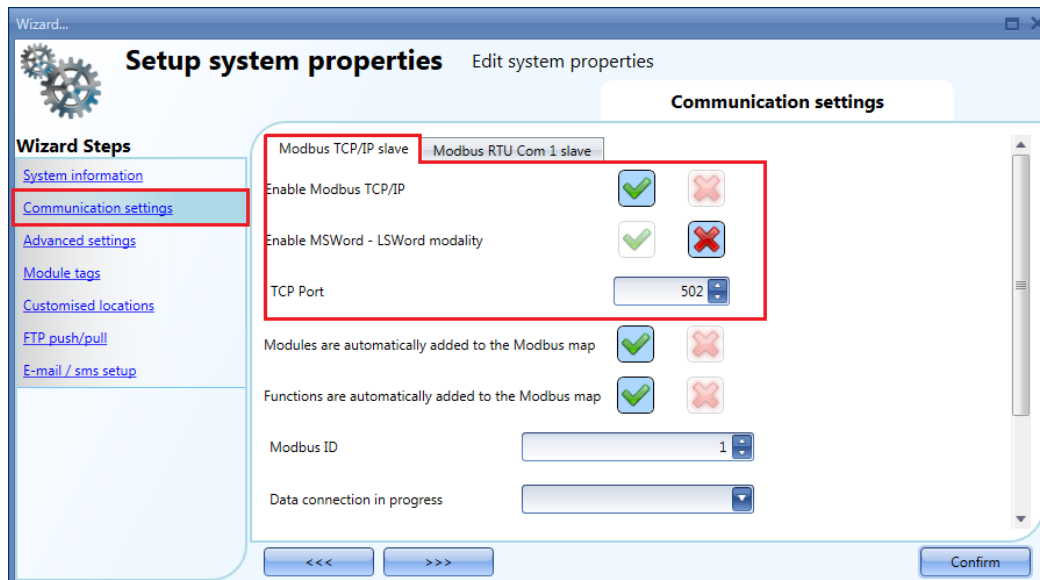 Wizard...
Setup system properties Edit system properties
Communication settings
Wizard Steps
System information
Communication settings
Advanced settings
Module tags
Customised locations
FTP push/pull
E-mail / sms setup
Modbus TCP/IP slave Modbus RTU Com 1 slave
Enable Modbus TCP/IP
Enable MSWord - LSWord modality
TCP Port 502
Modules are automatically added to the Modbus map
Functions are automatically added to the Modbus map
Modbus ID 1
Data connection in progress
<<< >>> Confirm